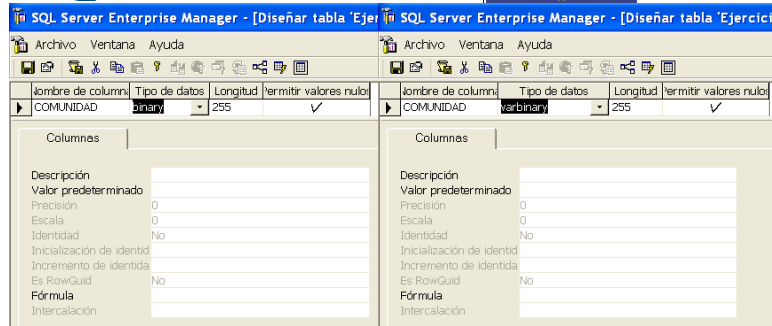 SQL Server Enterprise Manager - [Diseñar tabla 'Ejer
Archivo Ventana Ayuda
Nombre de column Tipo de datos Longitud Permitir valores nulos
COMUNIDAD binary 255
Columnas
Descripción
Valor predeterminado
Precisión 0
Escala 0
Identidad No
Inicialización de identid
Incremento de identida
Es RowGuid No
Fórmula
Intercalación
SQL Server Enterprise Manager - [Diseñar tabla 'Ejercici
Archivo Ventana Ayuda
Nombre de column Tipo de datos Longitud Permitir valores nulos
COMUNIDAD varbinary 255
Columnas
Descripción
Valor predeterminado
Precisión 0
Escala 0
Identidad No
Inicialización de identid
Incremento de identida
Es RowGuid No
Fórmula
Intercalación